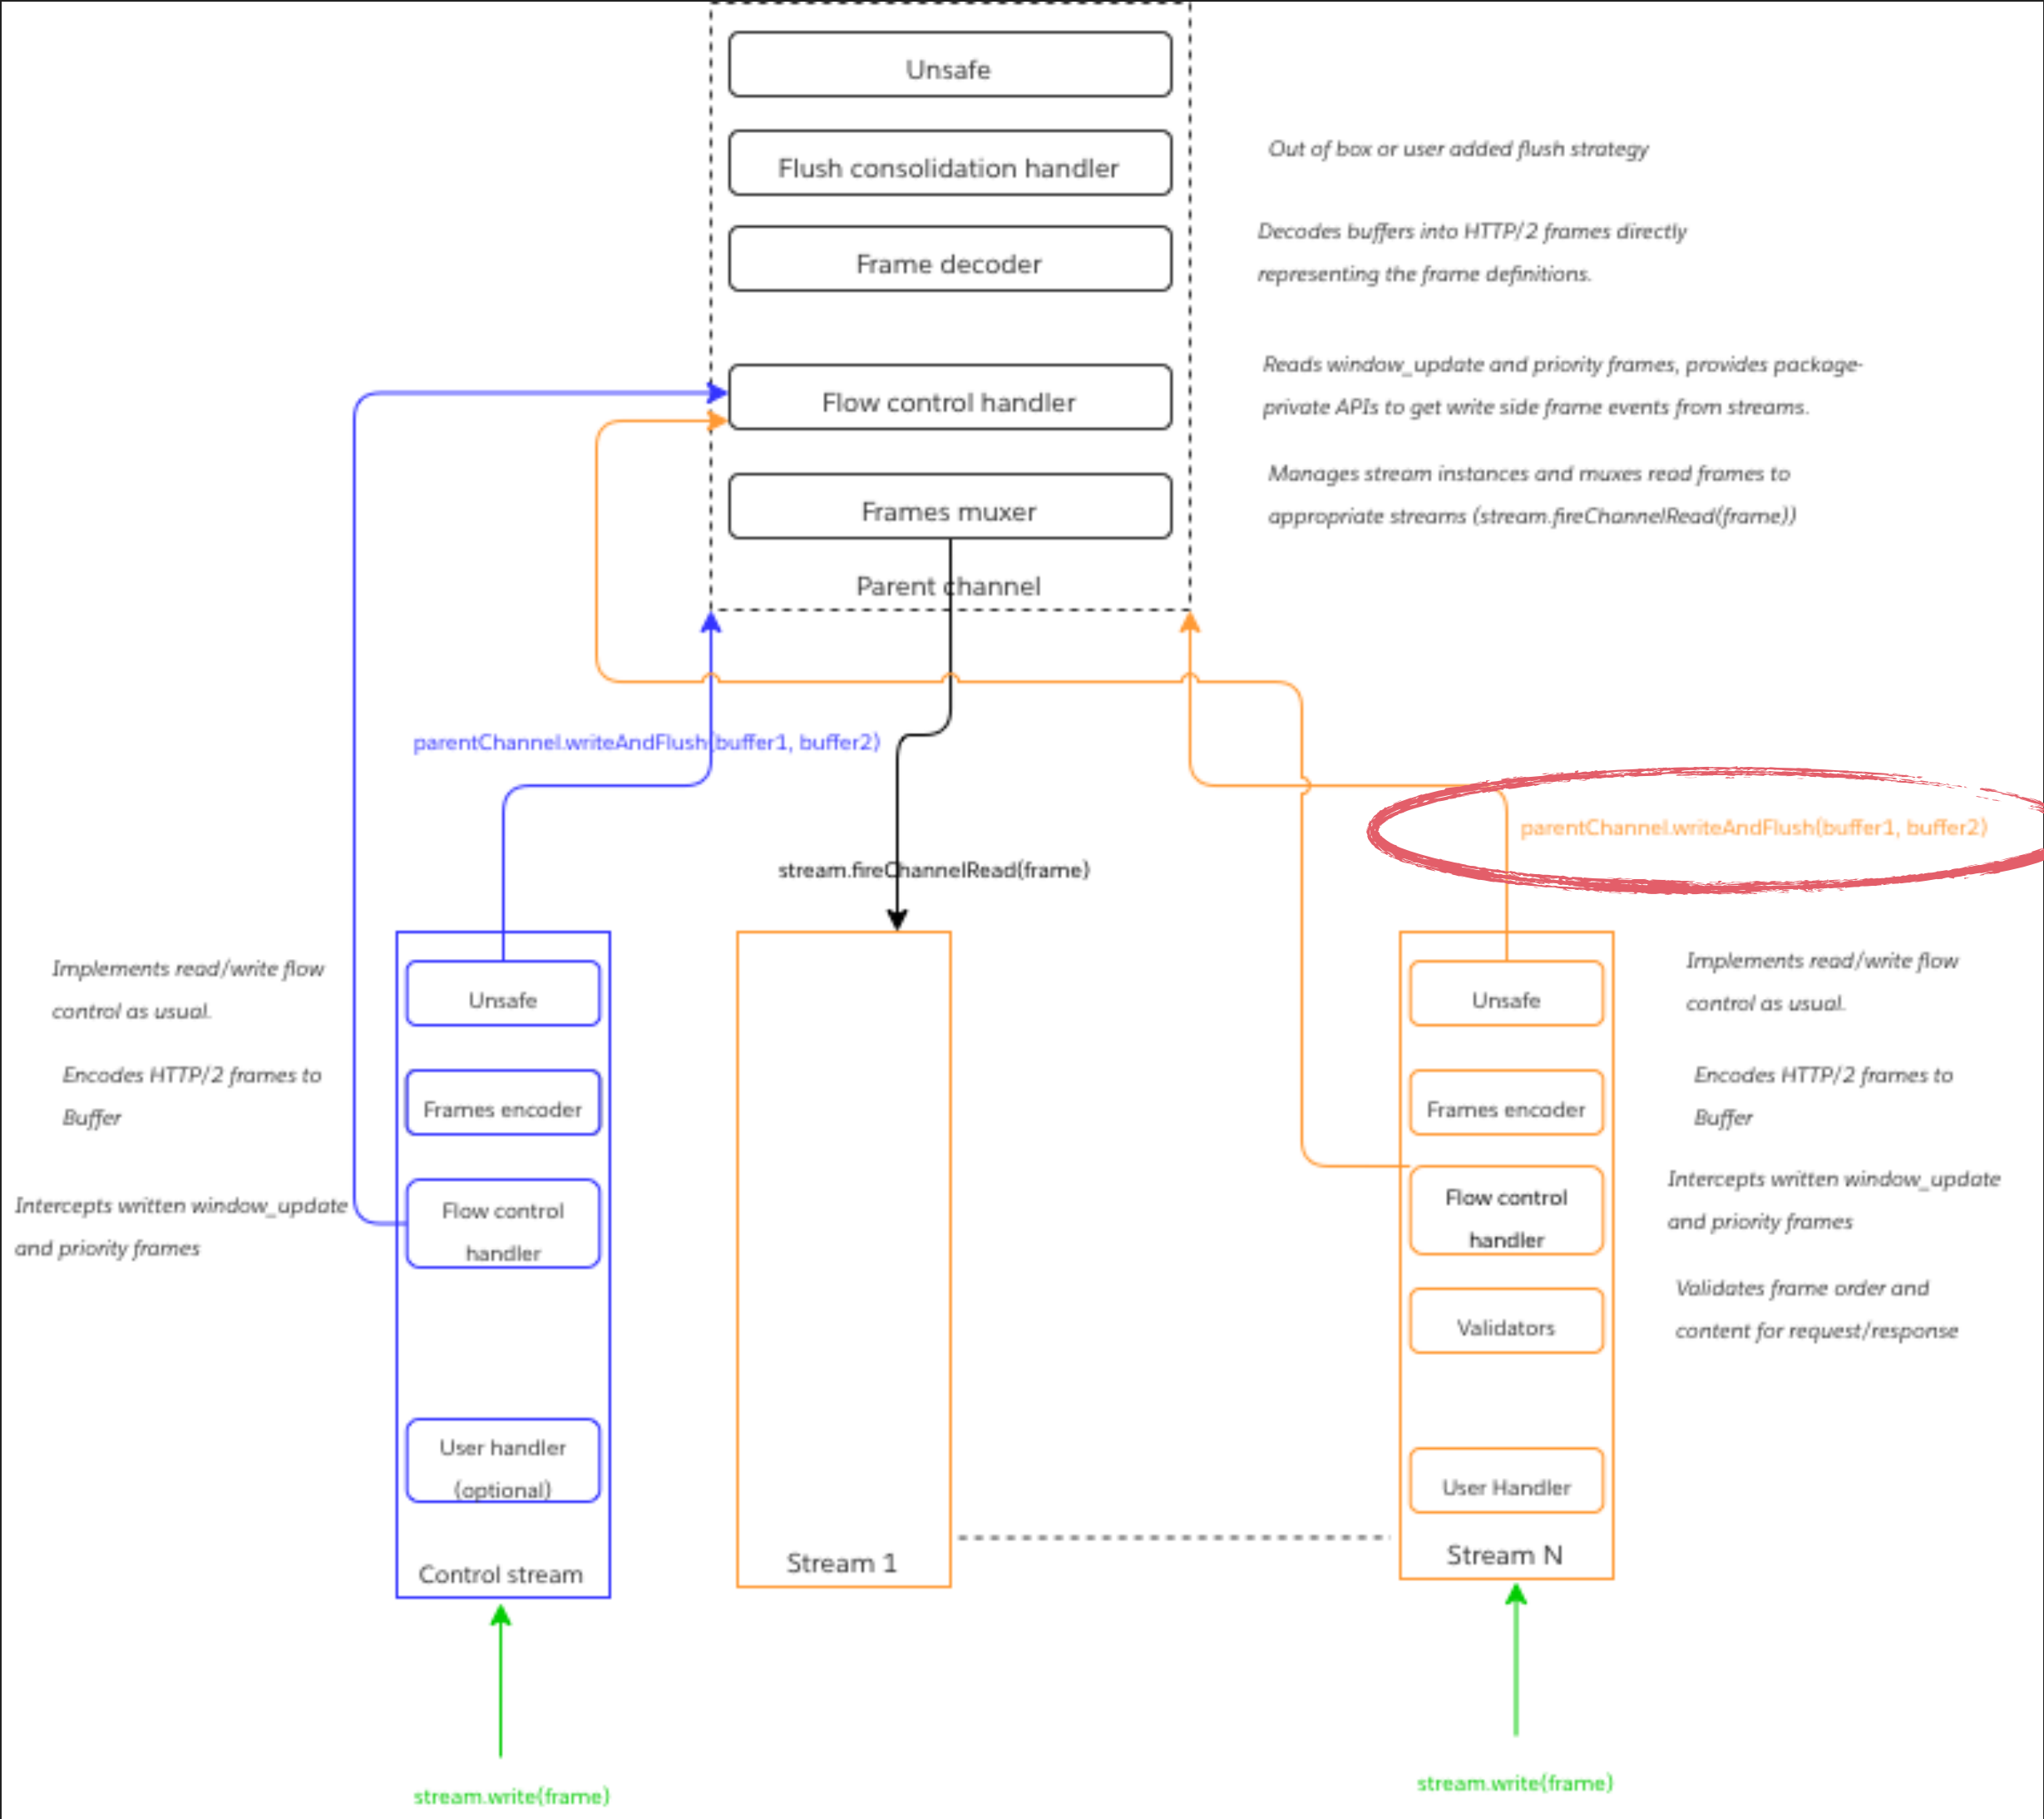 Unsafe
Flush consolidation handler
Out of box or user added flush strategy
Frame decoder
Decodes buffers into HTTP/2 frames directly
representing the frame definitions.
Flow control handler
Reads window_update and priority frames, provides package-
private APIs to get write side frame events from streams.
Frames muxer
Manages stream instances and muxes read frames to
appropriate streams (stream.fireChannelRead(frame))
Parent channel
parentChannel.writeAndFlush(buffer1, buffer2)
parentChannel.writeAndFlush(buffer1, buffer2)
stream.fireChannelRead(frame)
Implements read/write flow
control as usual.
Encodes HTTP/2 frames to
Buffer
Intercepts written window_update
and priority frames
Unsafe
Frames encoder
Flow control
handler
User handler
(optional)
Control stream
stream.write(frame)
Stream 1
Unsafe
Frames encoder
Flow control
handler
Validators
User Handler
Stream N
stream.write(frame)
Implements read/write flow
control as usual.
Encodes HTTP/2 frames to
Buffer
Intercepts written window_update
and priority frames
Validates frame order and
content for request/response